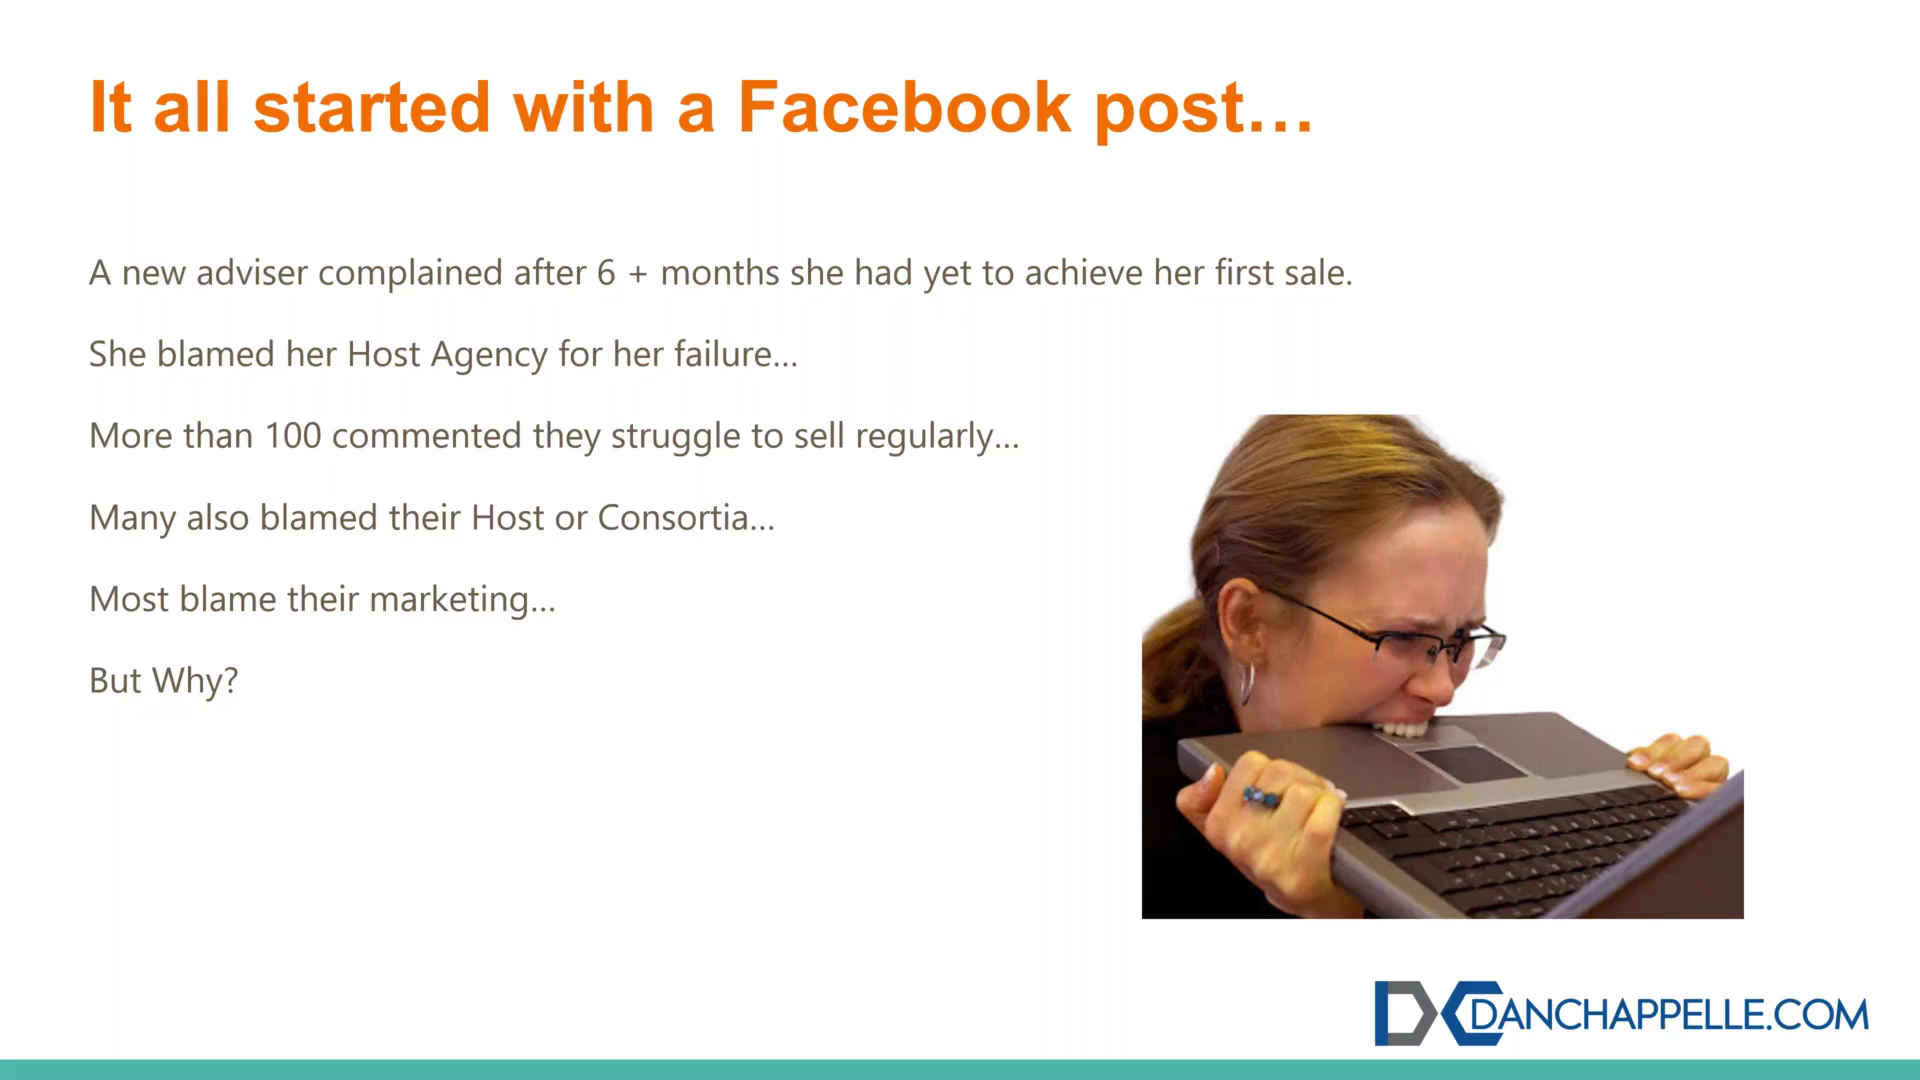 It all started with a Facebook post…
A new adviser complained after 6 + months she had yet to achieve her first sale.
She blamed her Host Agency for her failure…
More than 100 commented they struggle to sell regularly…
Many also blamed their Host or Consortia…
Most blame their marketing…
But Why?
DANCHAPPELLE.COM